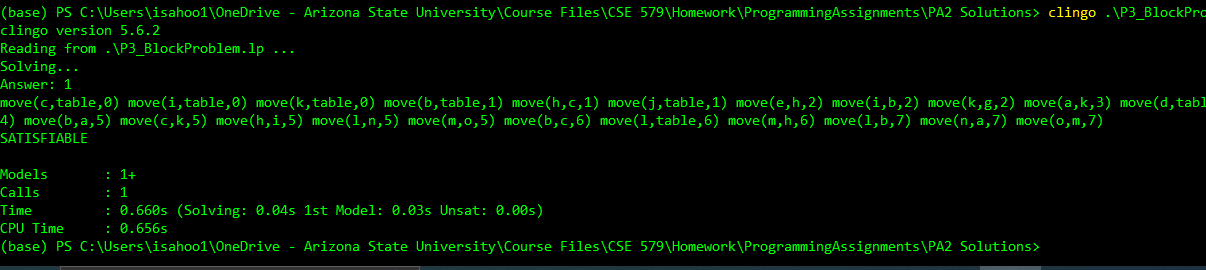 (base) PS C:\Users\isahoo1\OneDrive - Arizona State University\Course Files\CSE 579\Homework\ProgrammingAssignments\PA2 Solutions> clingo .\P3_BlockPro
clingo version 5.6.2
Reading from .\P3_BlockProblem.lp ...
Solving...
Answer: 1
move(c,table,0) move(i,table,0) move(k,table,0) move(b,table,1) move(h,c,1) move(j,table,1) move(e,h,2) move(i,b,2) move(k,g,2) move(a,k,3) move(d,tabl
4) move(b,a,5) move(c,k,5) move(h,i,5) move(l,n,5) move(m,o,5) move(b,c,6) move(l,table,6) move(m,h,6) move(l,b,7) move(n,a,7) move(o,m,7)
SATISFIABLE
Models : 1+
Calls : 1
Time : 0.660s (Solving: 0.04s 1st Model: 0.03s Unsat: 0.00s)
CPU Time : 0.656s
(base) PS C:\Users\isahoo1\OneDrive - Arizona State University\Course Files\CSE 579\Homework\ProgrammingAssignments\PA2 Solutions>